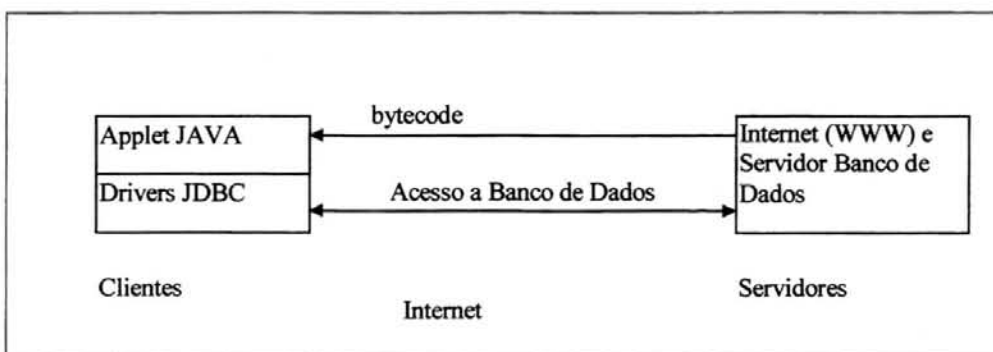 bytecode
Applet JAVA
Drivers JDBC
Acesso a Banco de Dados
Internet (WWW) e
Servidor Banco de
Dados
Clientes
Internet
Servidores